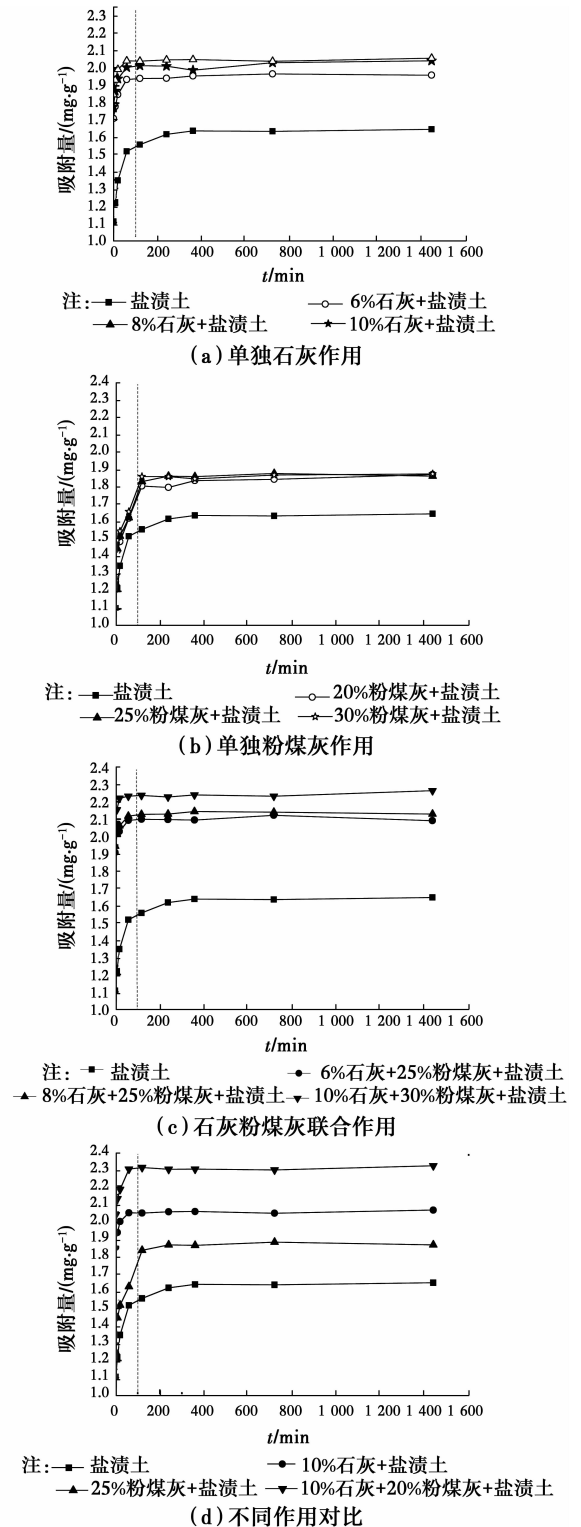 2.3
2.2
2.1
2.0
1.9
1.8
1.7
1.6
1.5
1.4
1.3
1.2
1.1
1.0
吸附量/(mg·g⁻¹)
0 200 400 600 800 1 000 1 200 1 400 1 600
t/min
注: 盐渍土 6%石灰+盐渍土
8%石灰+盐渍土 10%石灰+盐渍土
(a)单独石灰作用
2.4
2.3
2.2
2.1
2.0
1.9
1.8
1.7
1.6
1.5
1.4
1.3
1.2
1.1
1.0
吸附量/(mg·g⁻¹)
0 200 400 600 800 1 000 1 200 1 400 1 600
t/min
注: 盐渍土 20%粉煤灰+盐渍土
25%粉煤灰+盐渍土 30%粉煤灰+盐渍土
(b)单独粉煤灰作用
2.4
2.3
2.2
2.1
2.0
1.9
1.8
1.7
1.6
1.5
1.4
1.3
1.2
1.1
1.0
吸附量/(mg·g⁻¹)
0 200 400 600 800 1 000 1 200 1 400 1 600
t/min
注: 盐渍土 6%石灰+25%粉煤灰+盐渍土
8%石灰+25%粉煤灰+盐渍土 10%石灰+30%粉煤灰+盐渍土
(c)石灰粉煤灰联合作用
2.3
2.2
2.1
2.0
1.9
1.8
1.7
1.6
1.5
1.4
1.3
1.2
1.1
1.0
吸附量/(mg·g⁻¹)
0 200 400 600 800 1 000 1 200 1 400 1 600
t/min
注: 盐渍土 10%石灰+盐渍土
25%粉煤灰+盐渍土 10%石灰+20%粉煤灰+盐渍土
(d)不同作用对比